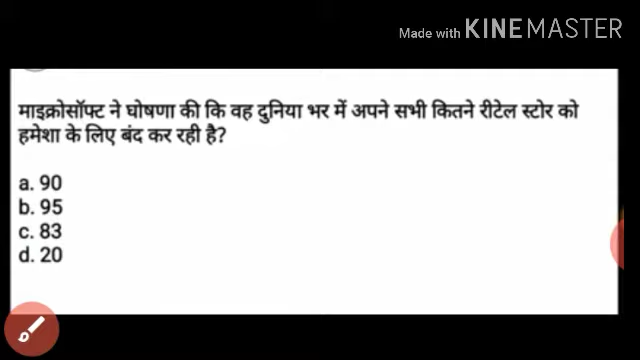 Made with KINEMASTER
माइक्रोसॉफ्ट ने घोषणा की कि वह दुनिया भर में अपने सभी कितने रीटेल स्टोर को
हमेशा के लिए बंद कर रही है?
a. 90
b. 95
c. 83
d. 20